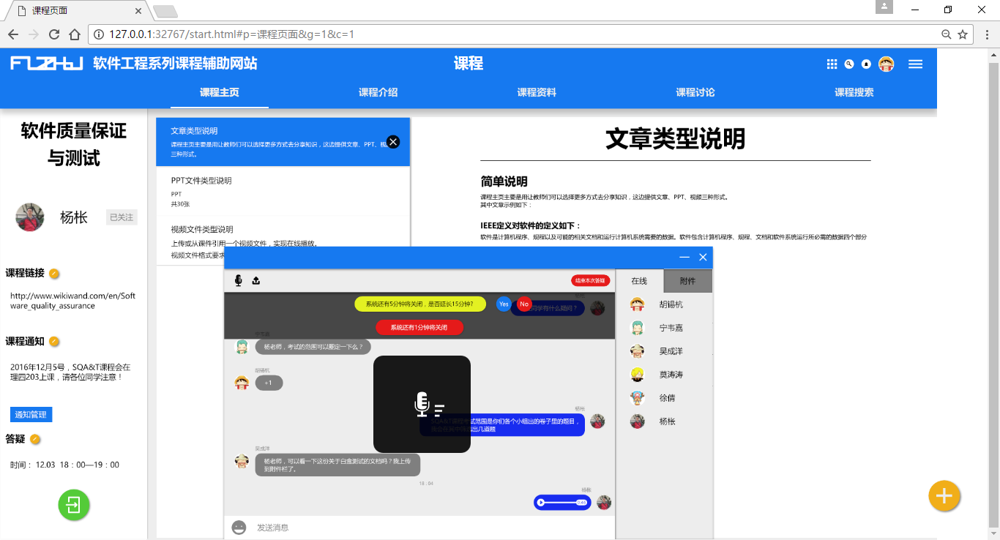 课程页面
127.0.0.1:32767/start.html#p=课程页面&g=1&c=1
软件工程系列课程辅助网站
课程
课程主页
课程介绍
课程资料
课程讨论
课程搜索
软件质量保证
与测试
杨枨
已关注
课程链接
http://www.wikiwand.com/en/Soft
ware_quality_assurance
课程通知
2016年12月5号，SQA&T课程会在
理四203上课，请各位同学注意！
通知管理
答疑
时间： 12.03 18：00—19：00
文章类型说明
课程主页主要是用让教师们可以选择更多方式去分享知识，这边提供文章、PPT、视
三种形式。
PPT文件类型说明
PPT
共30张
视频文件类型说明
上传或从课件引用一个视频文件，实现在线播放。
视频文件格式要求
文章类型说明
简单说明
课程主页主要是用让教师们可以选择更多方式去分享知识，这边提供文章、PPT、视频三种形式。
其中文章示例如下：
IEEE定义对软件的定义如下：
软件是计算机程序、规程以及可能的相关文档和运行计算机系统需要的数据。软件包含计算机程序、规程、文档和软件系统运行所必需的数据四个部分
结束本次答疑
系统还有5分钟将关闭，是否延长15分钟？
Yes
No
同学有什么疑问？
系统还有1分钟将关闭
宁韦嘉
杨老师，考试的范围可以圈定一下么？
胡锡杭
+1
杨枨
SQA&T课程考试范围是你们各个小组出的卷子里的题目，
出几道题
吴成洋
杨老师，可以看一下这份关于白盒测试的文档吗？我上传
到附件栏了。
18：04
杨枨
发送消息
在线
附件
胡锡杭
宁韦嘉
吴成洋
莫涛涛
徐倩
杨枨